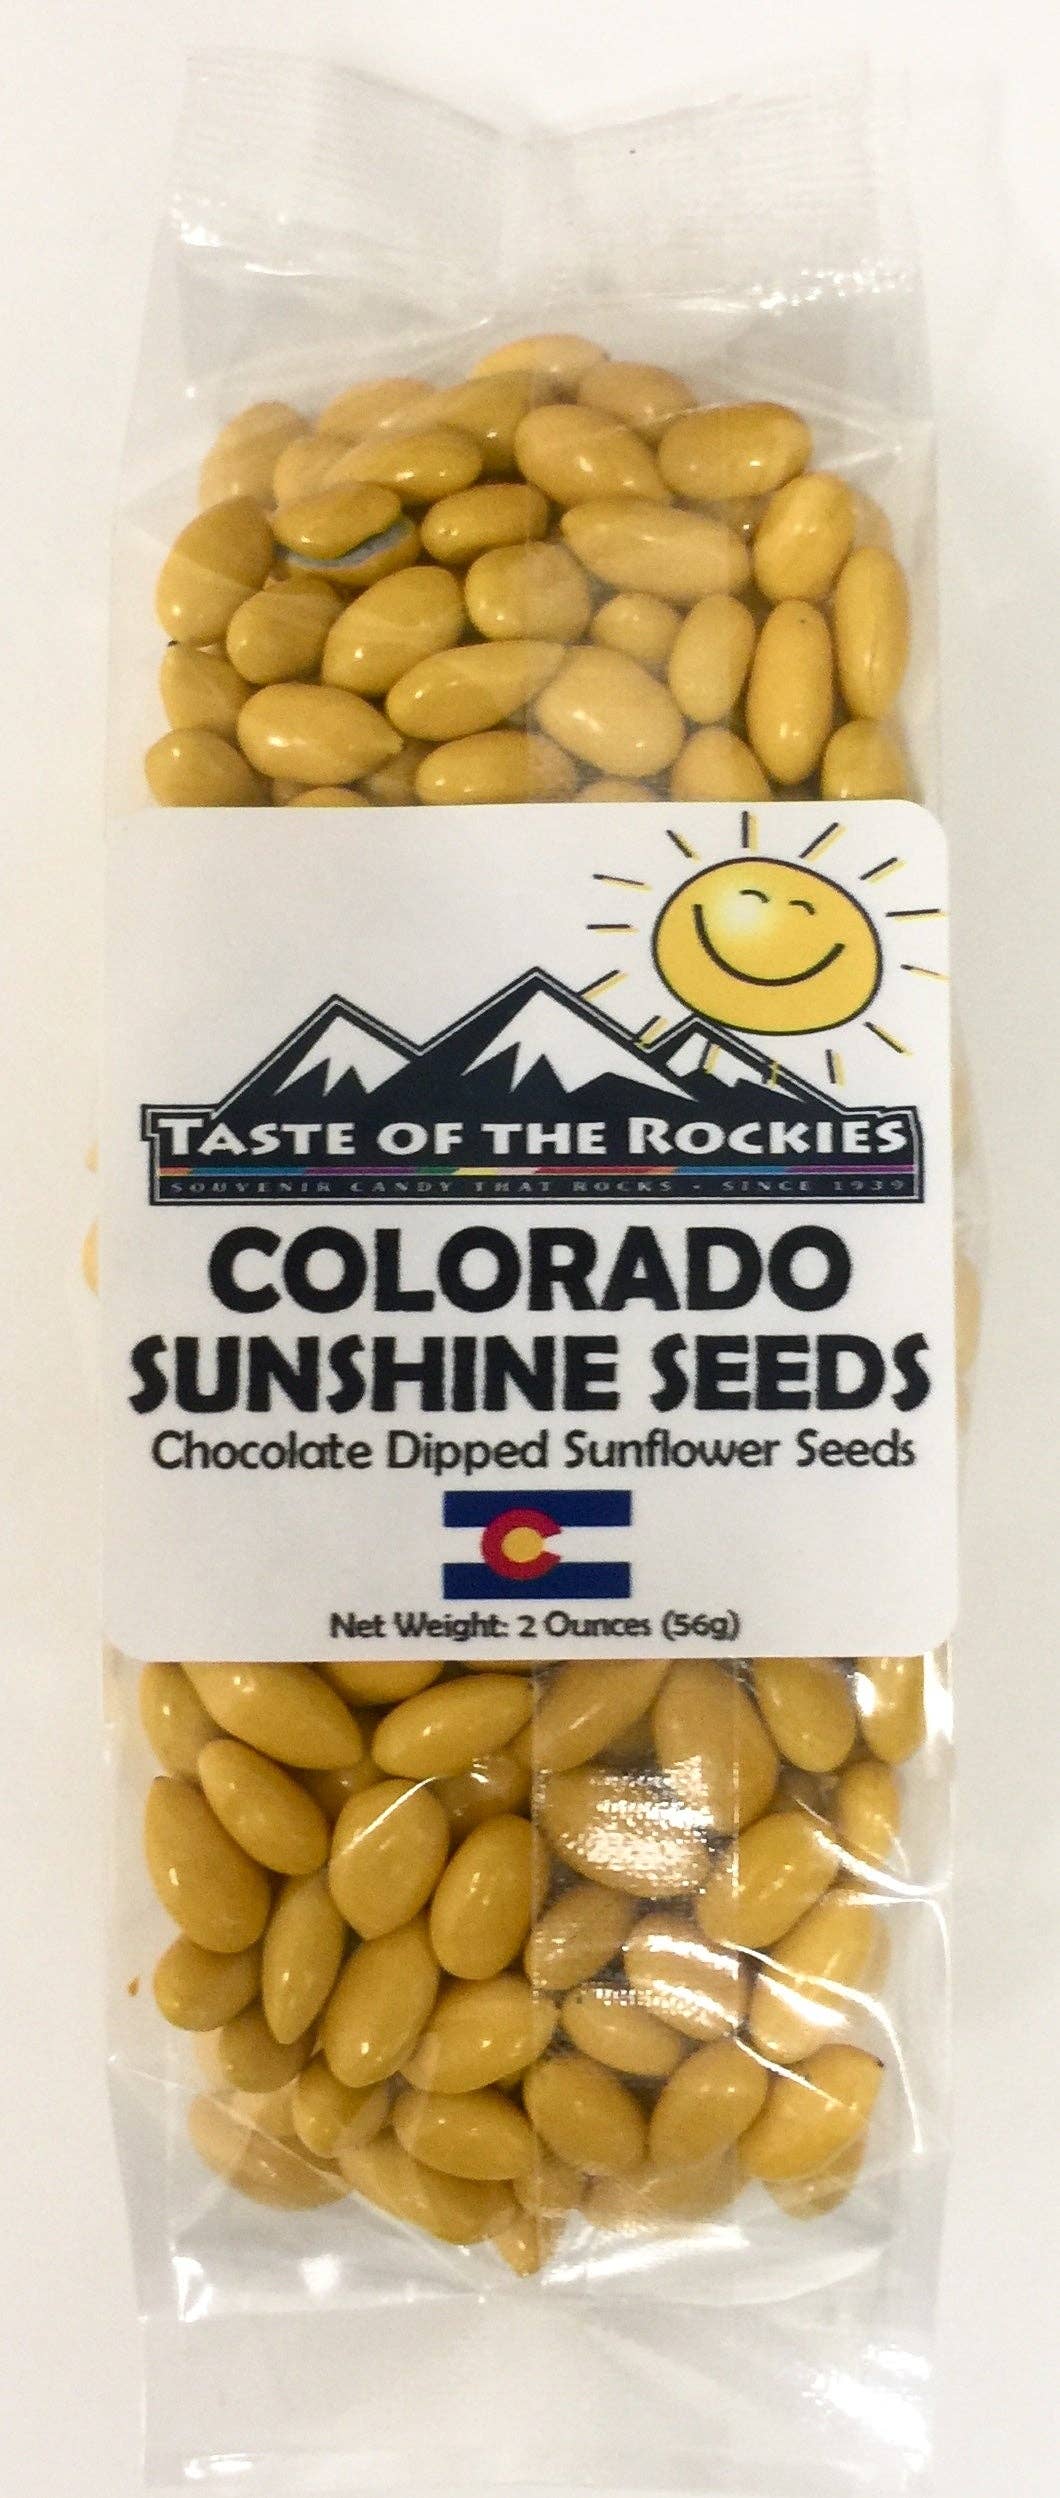 TASTE OF THE ROCKIES
SOUVENIR CANDY THAT ROCKS - SINCE 1939
COLORADO
SUNSHINE SEEDS
Chocolate Dipped Sunflower Seeds
Net Weight: 2 Ounces (56g)